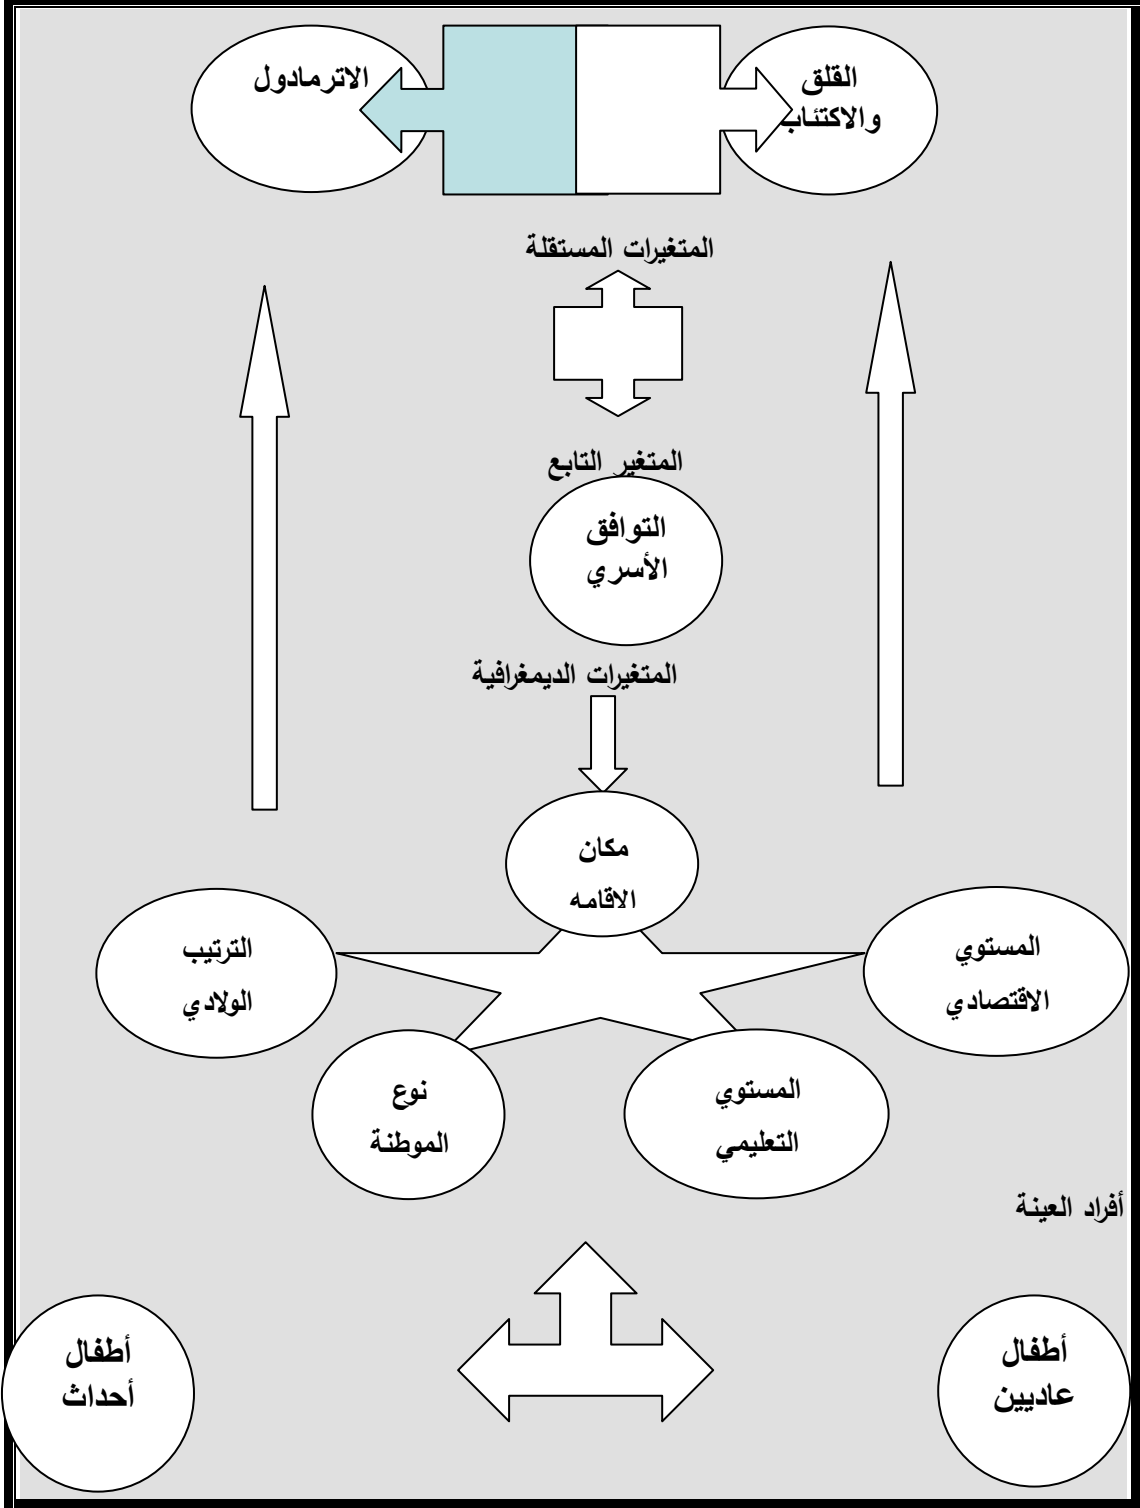 القلق
والاكتئاب
الاترمادول
المتغيرات المستقلة
المتغير التابع
التوافق
الأسري
المتغيرات الديمغرافية
مكان
الاقامه
المستوي
الاقتصادي
الترتيب
الولادي
المستوي
التعليمي
نوع
الموطنة
أفراد العينة
أطفال
عاديين
أطفال
أحداث